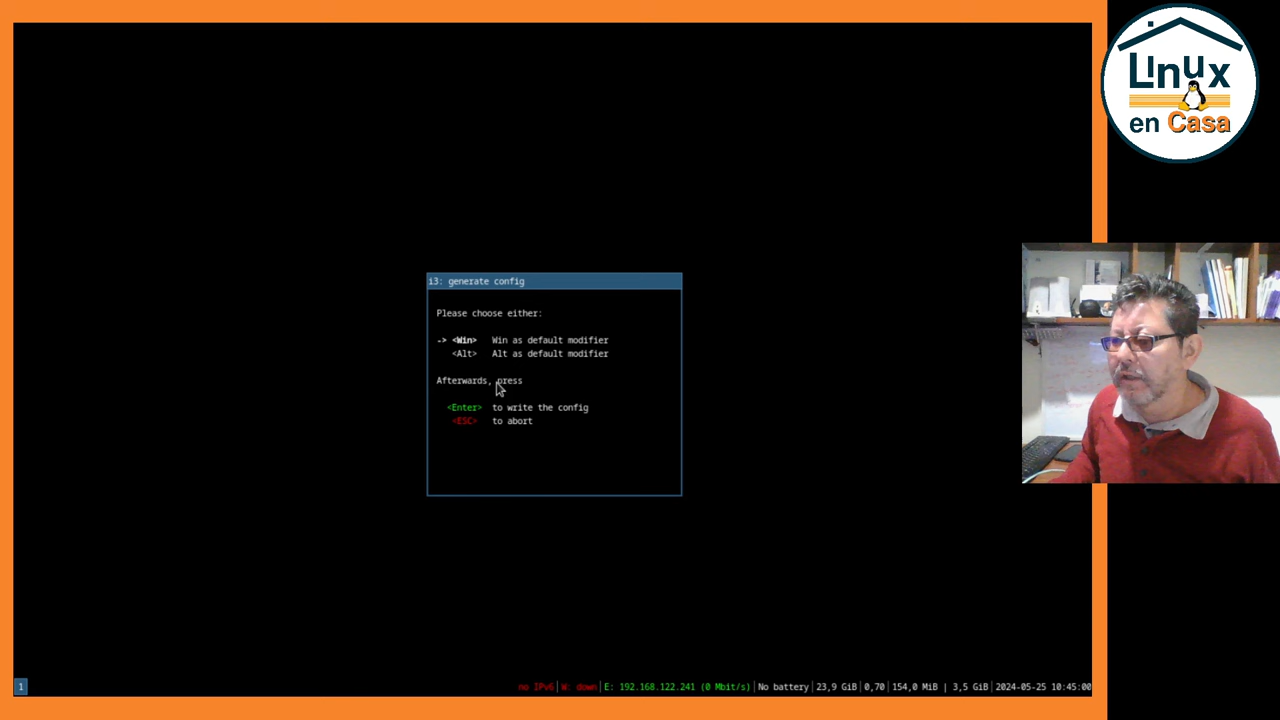 Linux
en Casa
i3: generate config
Please choose either:
-> <Win> Win as default modifier
<Alt> Alt as default modifier
Afterwards, press
<Enter> to write the config
<ESC> to abort
1
no IPv6|W: down|E: 192.168.122.241 (0 Mbit/s)|No battery|23,9 GiB|0,70|154,0 MiB | 3,5 GiB|2024-05-25 10:45:00